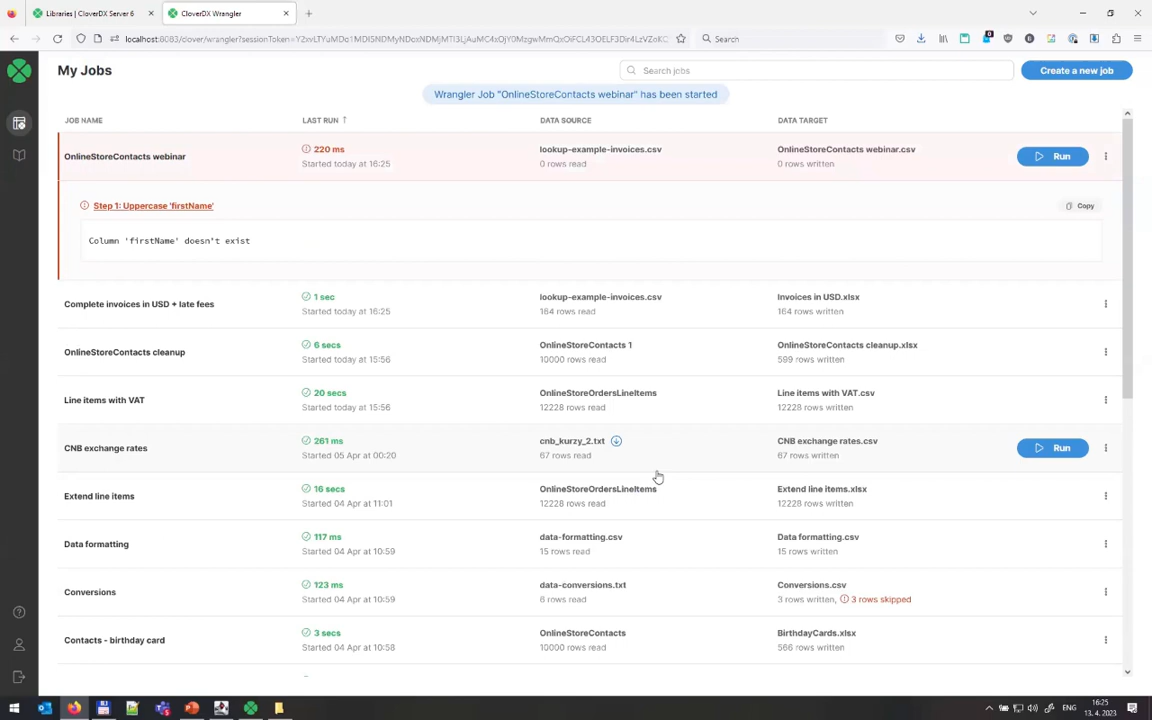 Libraries | CloverDX Server 6
CloverDX Wrangler
Search
My Jobs
Search jobs
Create a new job
Wrangler Job "OnlineStoreContacts webinar" has been started
JOB NAME LAST RUN ↑ DATA SOURCE DATA TARGET
OnlineStoreContacts webinar
220 ms
Started today at 16:25
lookup-example-invoices.csv
0 rows read
OnlineStoreContacts webinar.csv
0 rows written
Run
Step 1: Uppercase 'firstName'
Copy
Column 'firstName' doesn't exist
Complete invoices in USD + late fees
1 sec
Started today at 16:25
lookup-example-invoices.csv
164 rows read
Invoices in USD.xlsx
164 rows written
OnlineStoreContacts cleanup
6 secs
Started today at 15:56
OnlineStoreContacts 1
10000 rows read
OnlineStoreContacts cleanup.xlsx
599 rows written
Line items with VAT
20 secs
Started today at 15:56
OnlineStoreOrdersLineItems
12228 rows read
Line items with VAT.csv
12228 rows written
CNB exchange rates
261 ms
Started 05 Apr at 00:20
cnb_kurzy_2.txt
67 rows read
CNB exchange rates.csv
67 rows written
Run
Extend line items
16 secs
Started 04 Apr at 11:01
OnlineStoreOrdersLineItems
12228 rows read
Extend line items.xlsx
12228 rows written
Data formatting
117 ms
Started 04 Apr at 10:59
data-formatting.csv
15 rows read
Data formatting.csv
15 rows written
Conversions
123 ms
Started 04 Apr at 10:59
data-conversions.txt
6 rows read
Conversions.csv
3 rows written, 3 rows skipped
Contacts - birthday card
3 secs
Started 04 Apr at 10:58
OnlineStoreContacts
10000 rows read
BirthdayCards.xlsx
566 rows written
ENG
16:25
13. 4. 2023